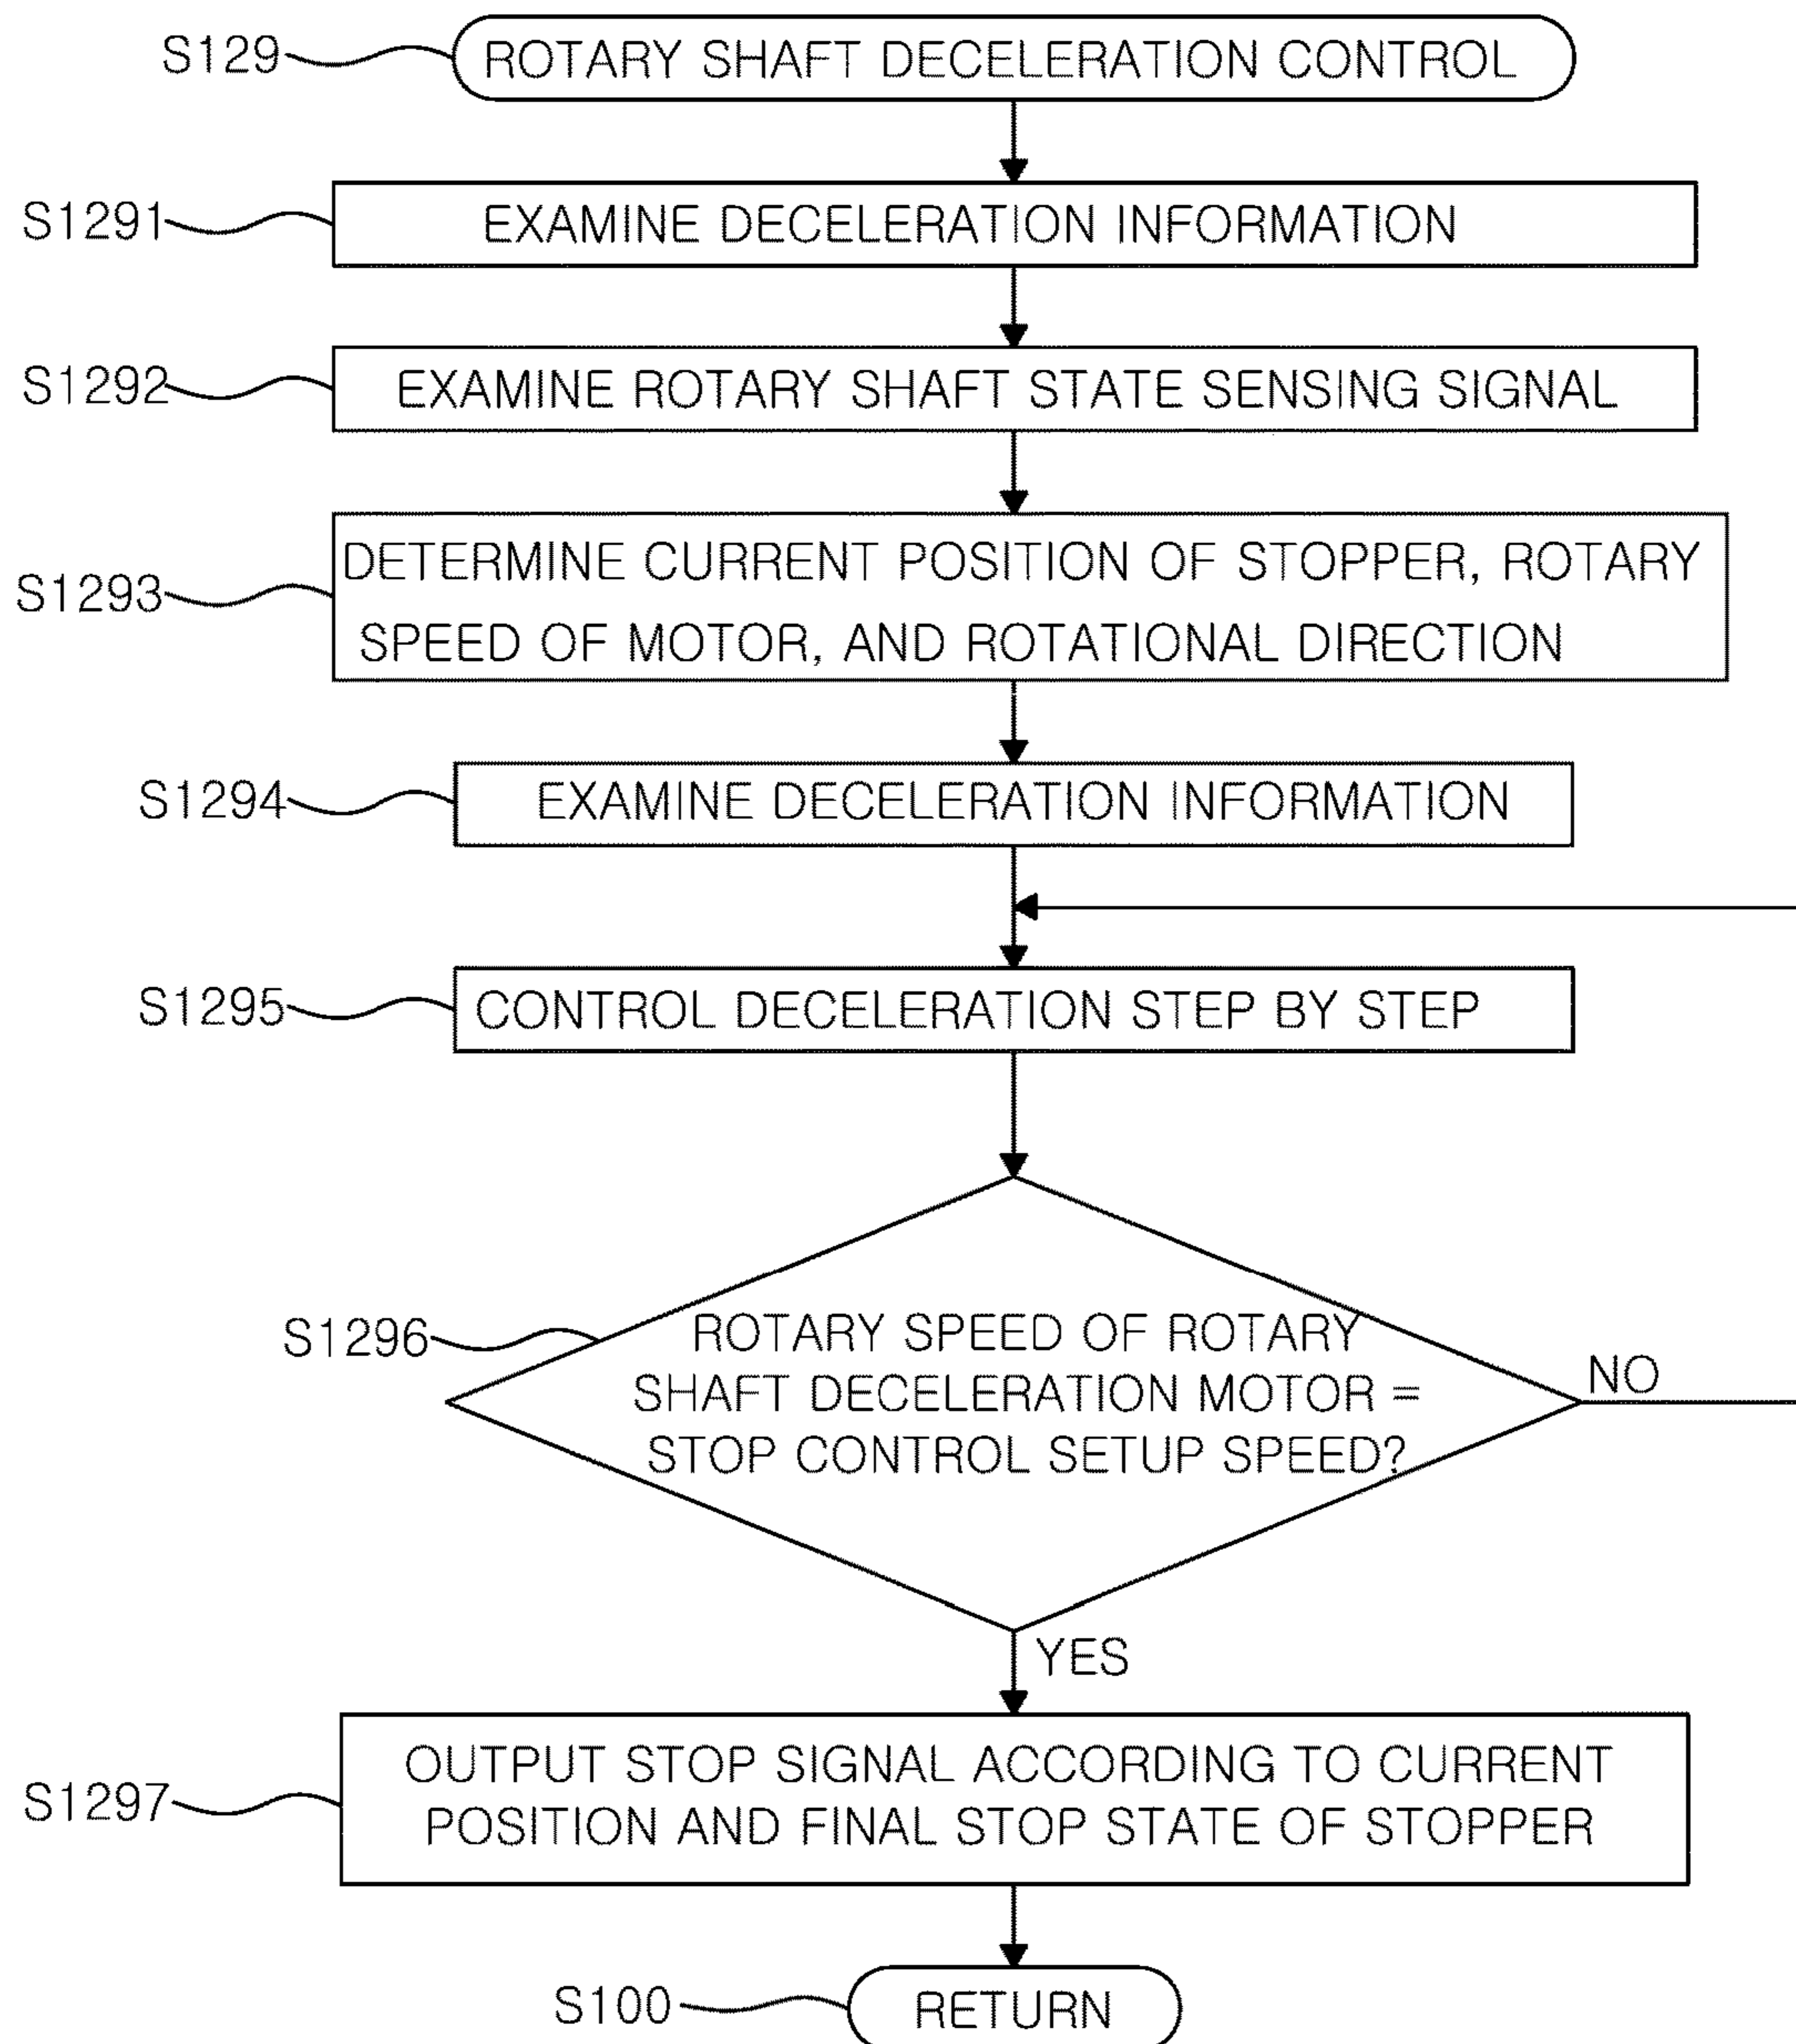 S129
ROTARY SHAFT DECELERATION CONTROL
S1291
EXAMINE DECELERATION INFORMATION
S1292
EXAMINE ROTARY SHAFT STATE SENSING SIGNAL
S1293
DETERMINE CURRENT POSITION OF STOPPER, ROTARY
SPEED OF MOTOR, AND ROTATIONAL DIRECTION
S1294
EXAMINE DECELERATION INFORMATION
S1295
CONTROL DECELERATION STEP BY STEP
S1296
ROTARY SPEED OF ROTARY
SHAFT DECELERATION MOTOR =
STOP CONTROL SETUP SPEED?
NO
YES
S1297
OUTPUT STOP SIGNAL ACCORDING TO CURRENT
POSITION AND FINAL STOP STATE OF STOPPER
S100
RETURN